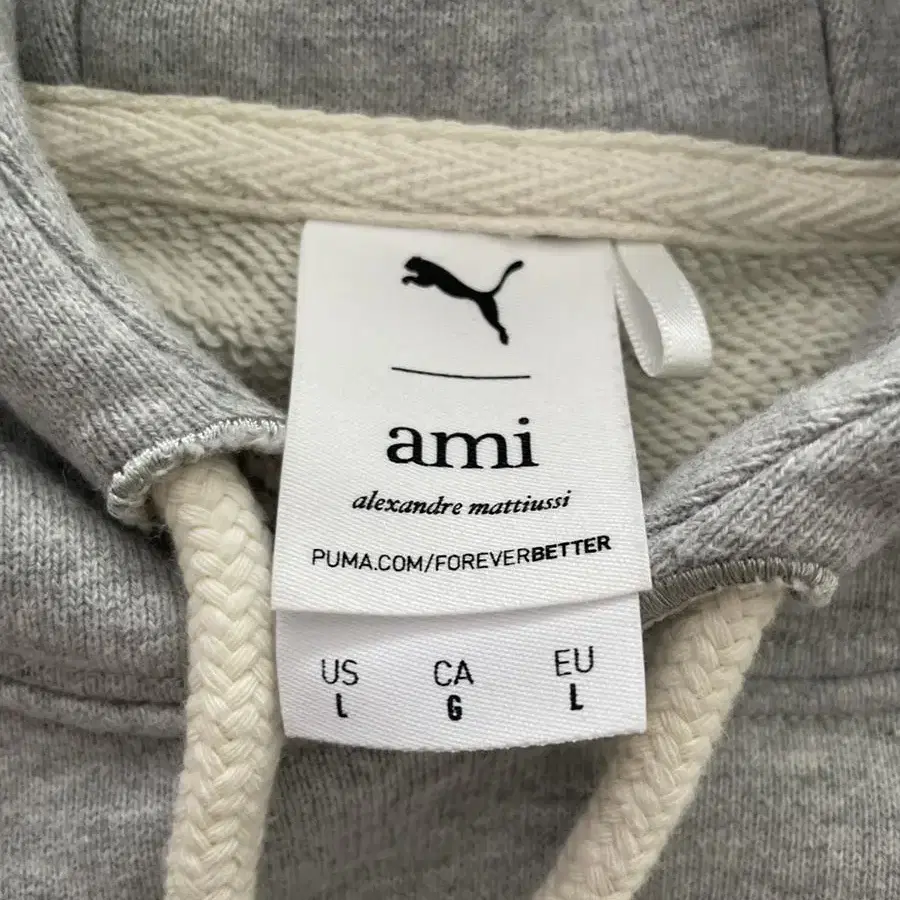 ami
alexandre mattiussi
PUMA.COM/FOREVERBETTER
US CA EU
L G L